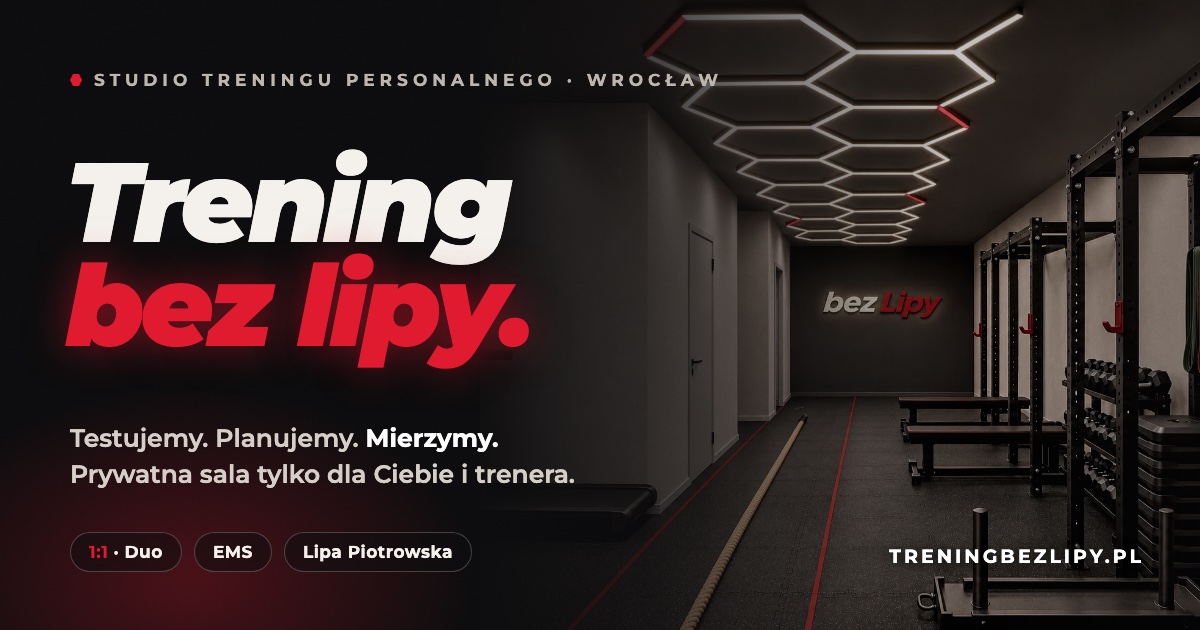 STUDIO TRENINGU PERSONALNEGO · WROCŁAW
Trening
bez lipy.
bez Lipy
Testujemy. Planujemy. Mierzymy.
Prywatna sala tylko dla Ciebie i trenera.
1:1 · Duo
EMS
Lipa Piotrowska
TRENINGBEZLIPY.PL